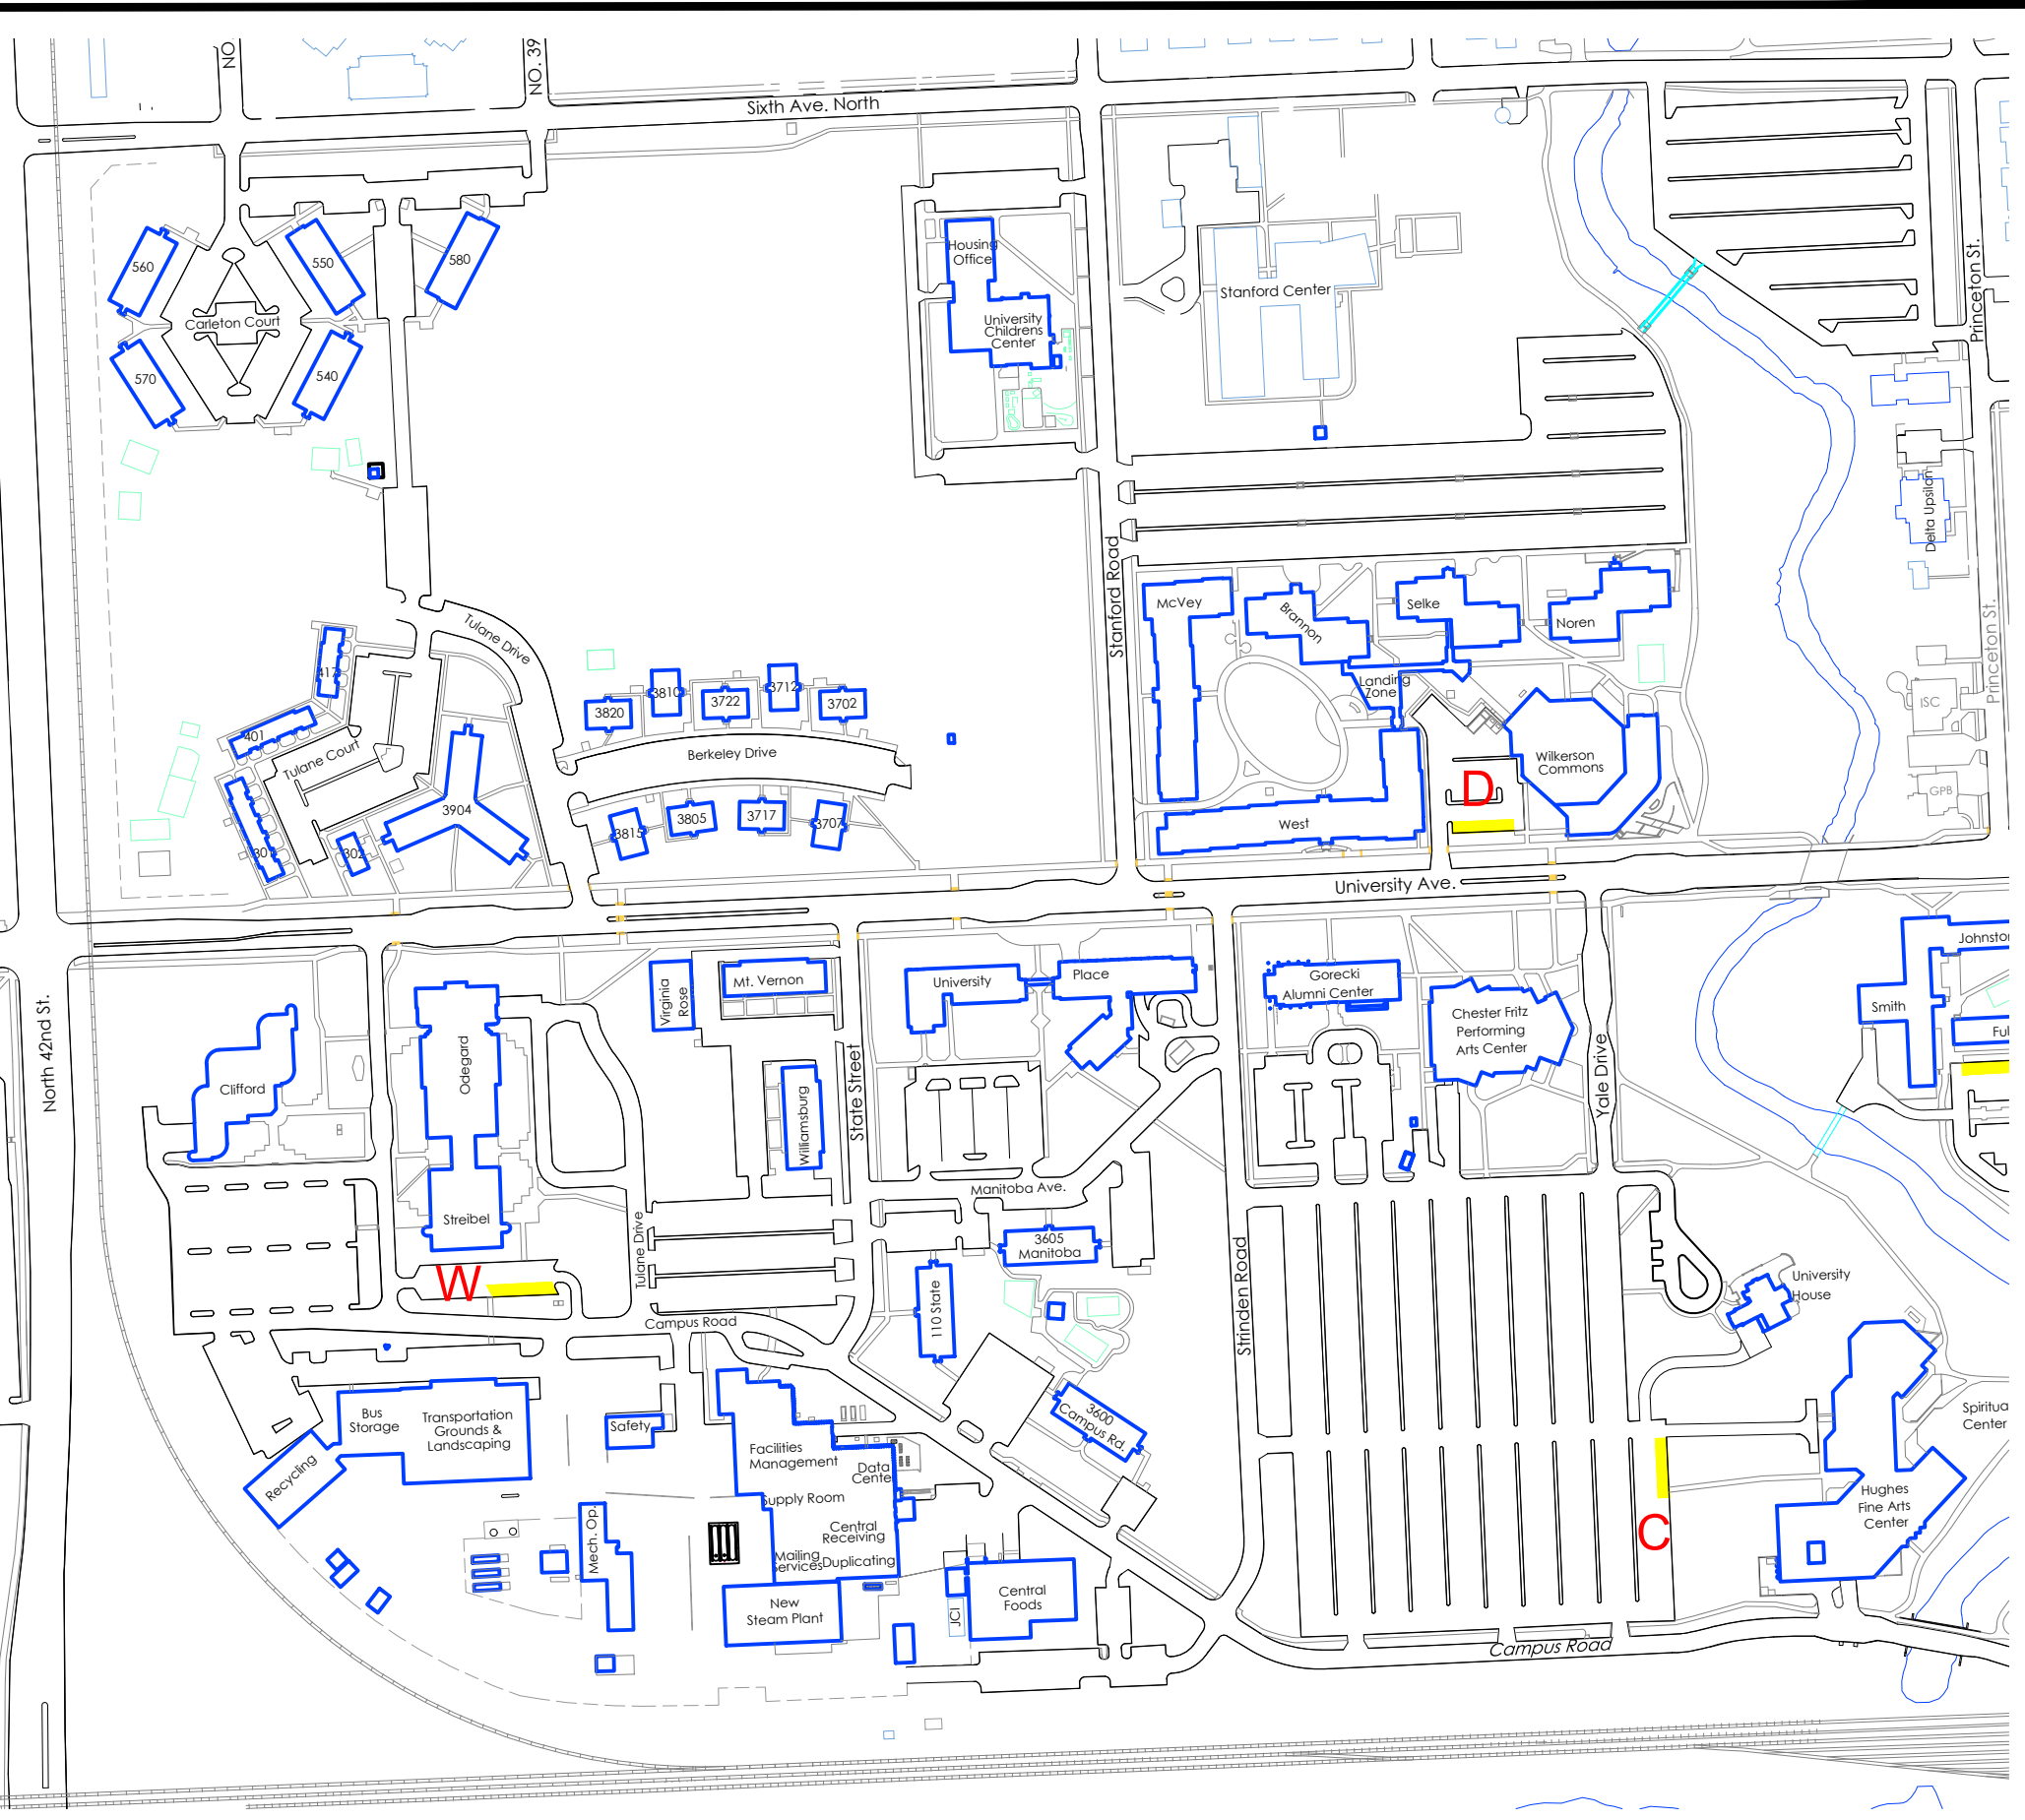 NO.
NO. 39
Sixth Ave. North
560
550
580
Carleton Court
570
540
Housing
Office
University
Childrens
Center
Stanford Center
Princeton St.
Delta Upsilon
Stanford Road
McVey
Brannon
Selke
Noren
Princeton St.
Tulane Drive
417
401
Tulane Court
3904
301
302
3820
3810
3722
3712
3702
Berkeley Drive
3815
3805
3717
3707
Landing
Zone
Wilkerson
Commons
D
West
ISC
GPB
University Ave.
North 42nd St.
Clifford
Odegard
Streibel
Virginia
Rose
Mt. Vernon
Williamsburg
State Street
University
Place
Gorecki
Alumni Center
Chester Fritz
Performing
Arts Center
Yale Drive
Johnston
Smith
Ful
Manitoba Ave.
3605
Manitoba
110 State
W
Tulane Drive
Campus Road
Strinden Road
University
House
Bus
Storage
Transportation
Grounds &
Landscaping
Recycling
Safety
Facilities
Management
Data
Center
Supply Room
Central
Receiving
Mailing
Services
Duplicating
Mech. Op.
New
Steam Plant
3600
Campus Rd.
JCI
Central
Foods
Spiritua
Center
Hughes
Fine Arts
Center
C
Campus Road